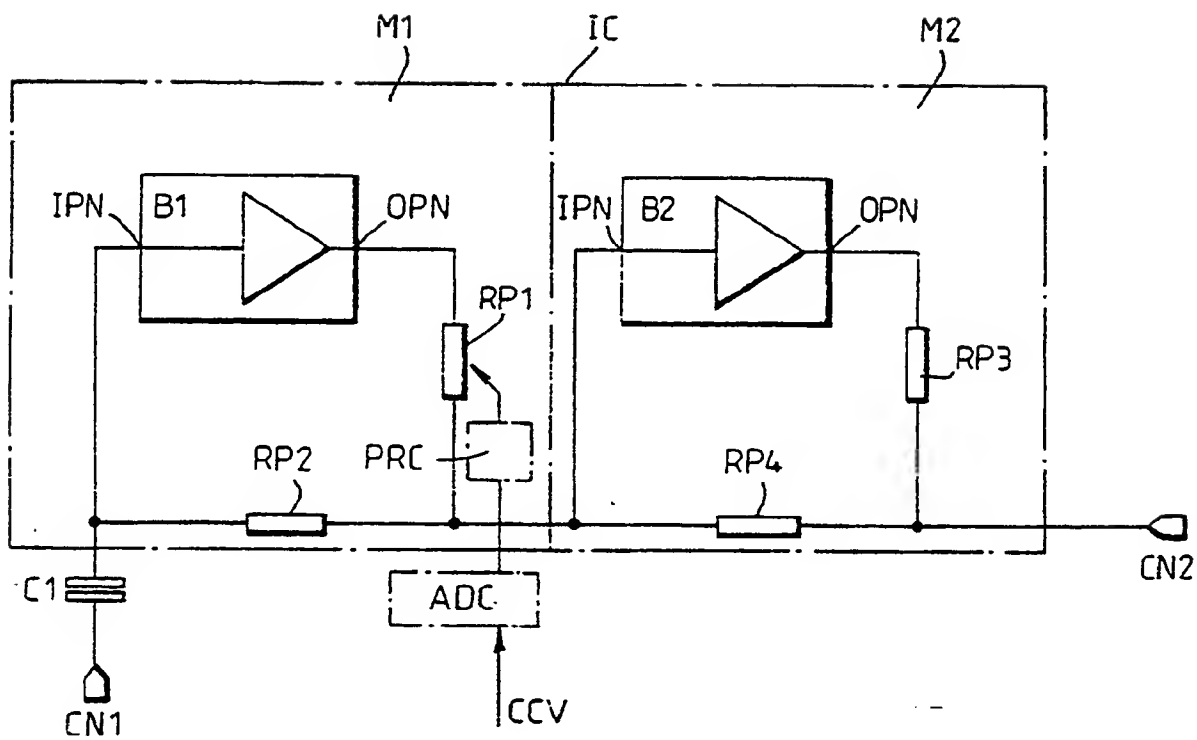 M1
IC
M2
IPN
B1
OPN
IPN
B2
OPN
RP1
RP3
PRC
RP2
RP4
C1
ADC
CN2
CN1
CCV